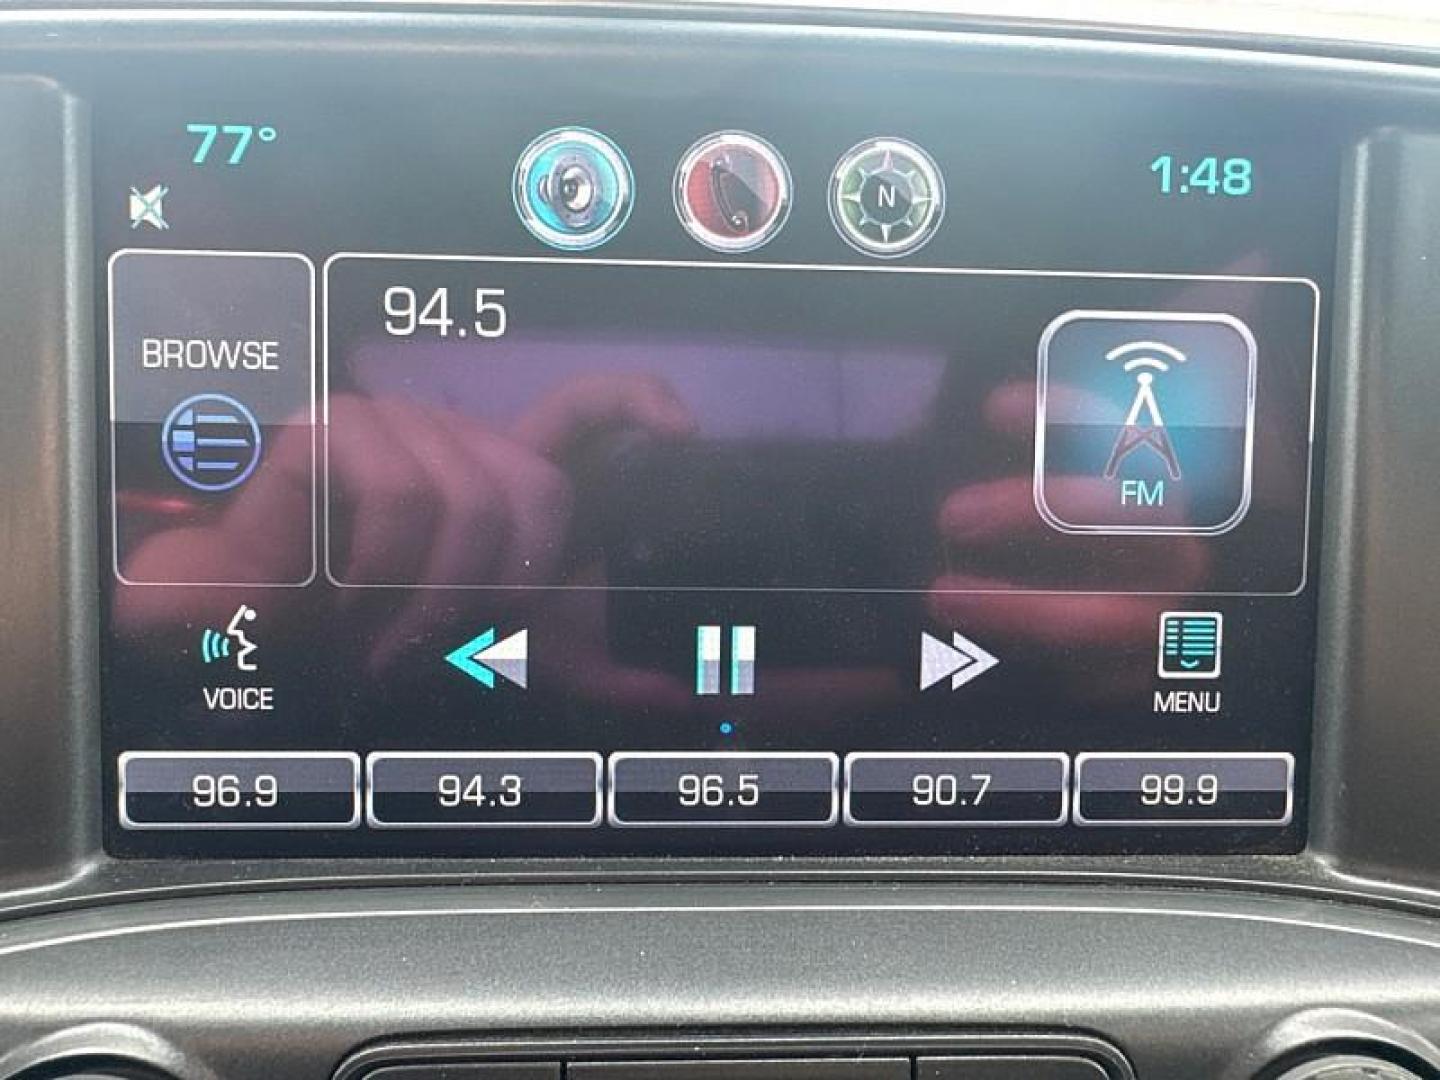 77°
1:48
N
94.5
BROWSE
FM
VOICE
MENU
96.9 94.3 96.5 90.7 99.9